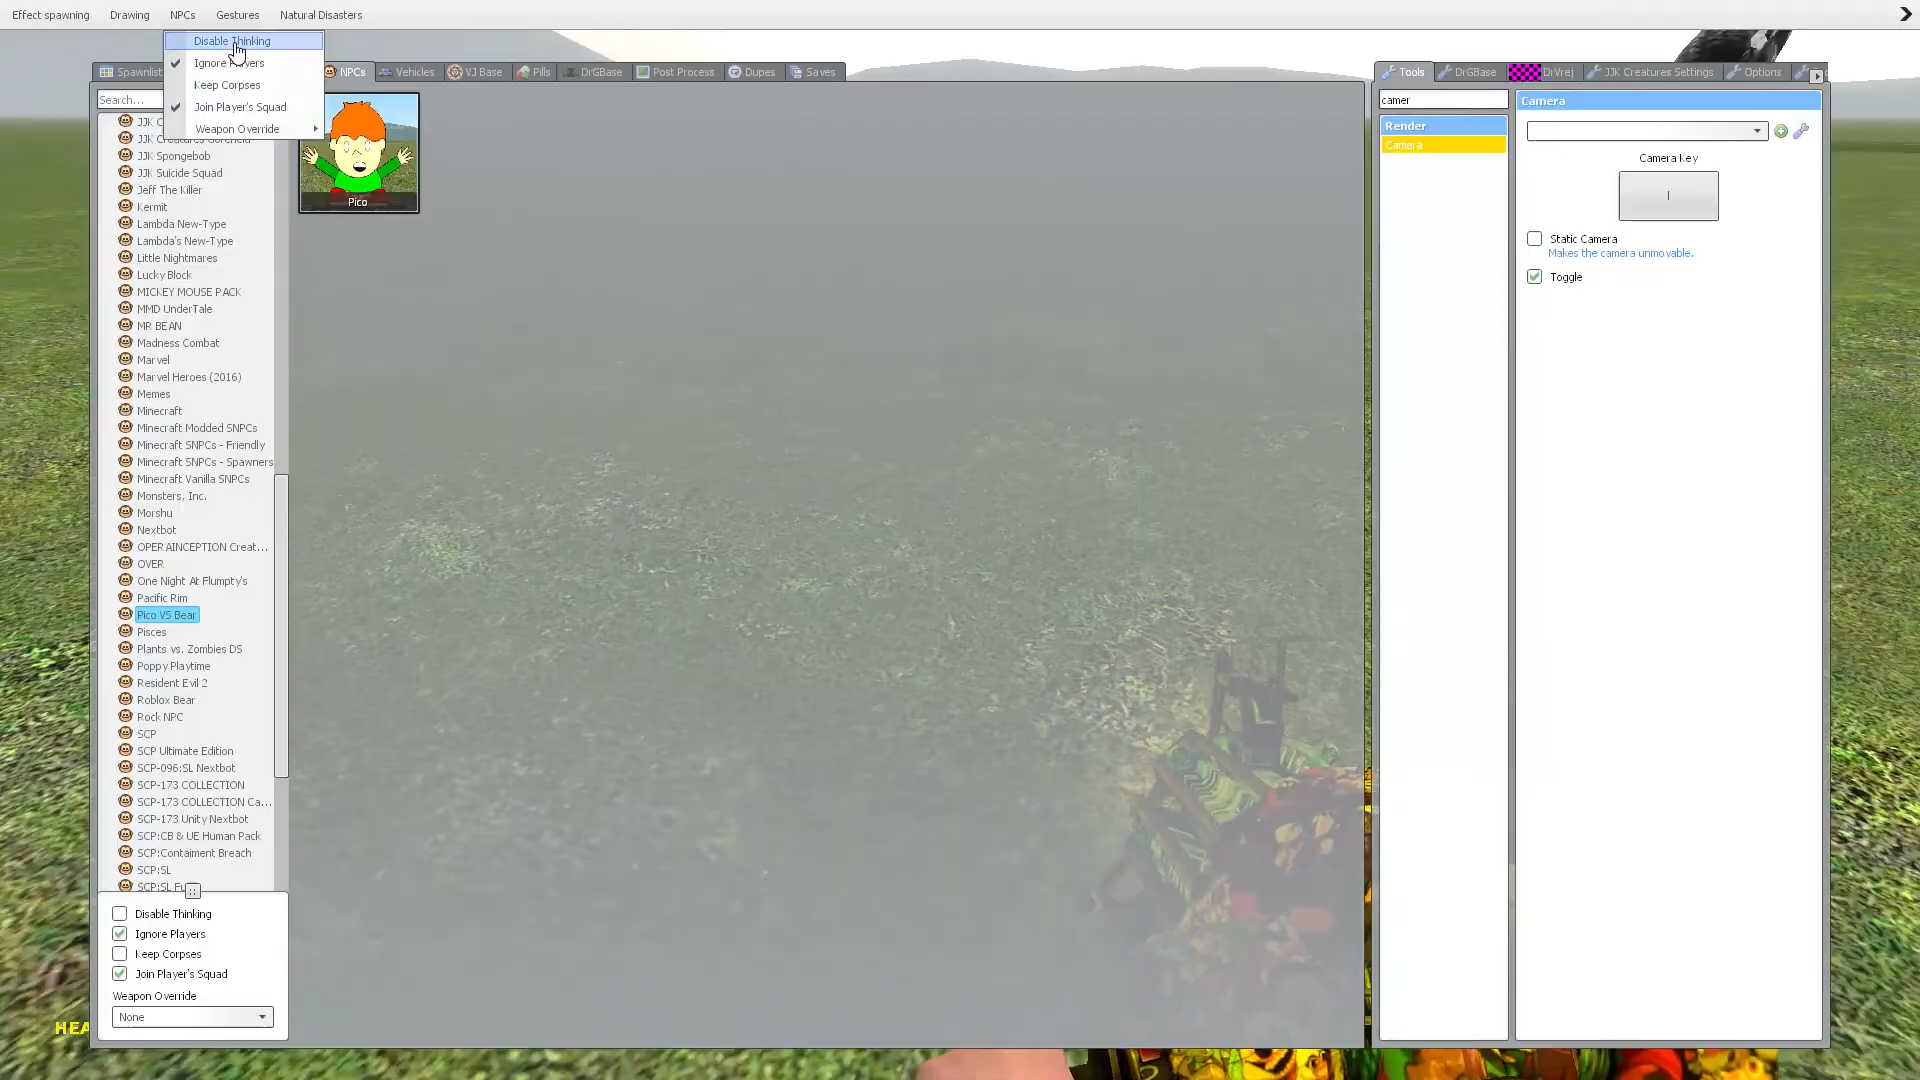 Effect spawning Drawing NPCs Gestures Natural Disasters
Disable Thinking
Ignore Players
Keep Corpses
Join Player's Squad
Weapon Override
Spawnlist NPCs Vehicles VJ Base Pills DrGBase Post Process Dupes Saves
Search...
JJK Spongebob
JJK Suicide Squad
Jeff The Killer
Kermit
Lambda New-Type
Lambda's New-Type
Little Nightmares
Lucky Block
MICKEY MOUSE PACK
MMD UnderTale
MR BEAN
Madness Combat
Marvel
Marvel Heroes (2016)
Memes
Minecraft
Minecraft Modded SNPCs
Minecraft SNPCs - Friendly
Minecraft SNPCs - Spawners
Minecraft Vanilla SNPCs
Monsters, Inc.
Morshu
Nextbot
OPERAINCEPTION Creat...
OVER
One Night At Flumpty's
Pacific Rim
Pico VS Bear
Pisces
Plants vs. Zombies DS
Poppy Playtime
Resident Evil 2
Roblox Bear
Rock NPC
SCP
SCP Ultimate Edition
SCP-096:SL Nextbot
SCP-173 COLLECTION
SCP-173 COLLECTION Ca...
SCP-173 Unity Nextbot
SCP:CB & UE Human Pack
SCP:Containment Breach
SCP:SL
SCP:SL
Disable Thinking
Ignore Players
Keep Corpses
Join Player's Squad
Weapon Override
None
Pico
HEA
Tools DrGBase DrVrej JJK Creatures Settings Options
camer
Render
Camera
Camera
Camera Key
I
Static Camera
Makes the camera unmovable.
Toggle